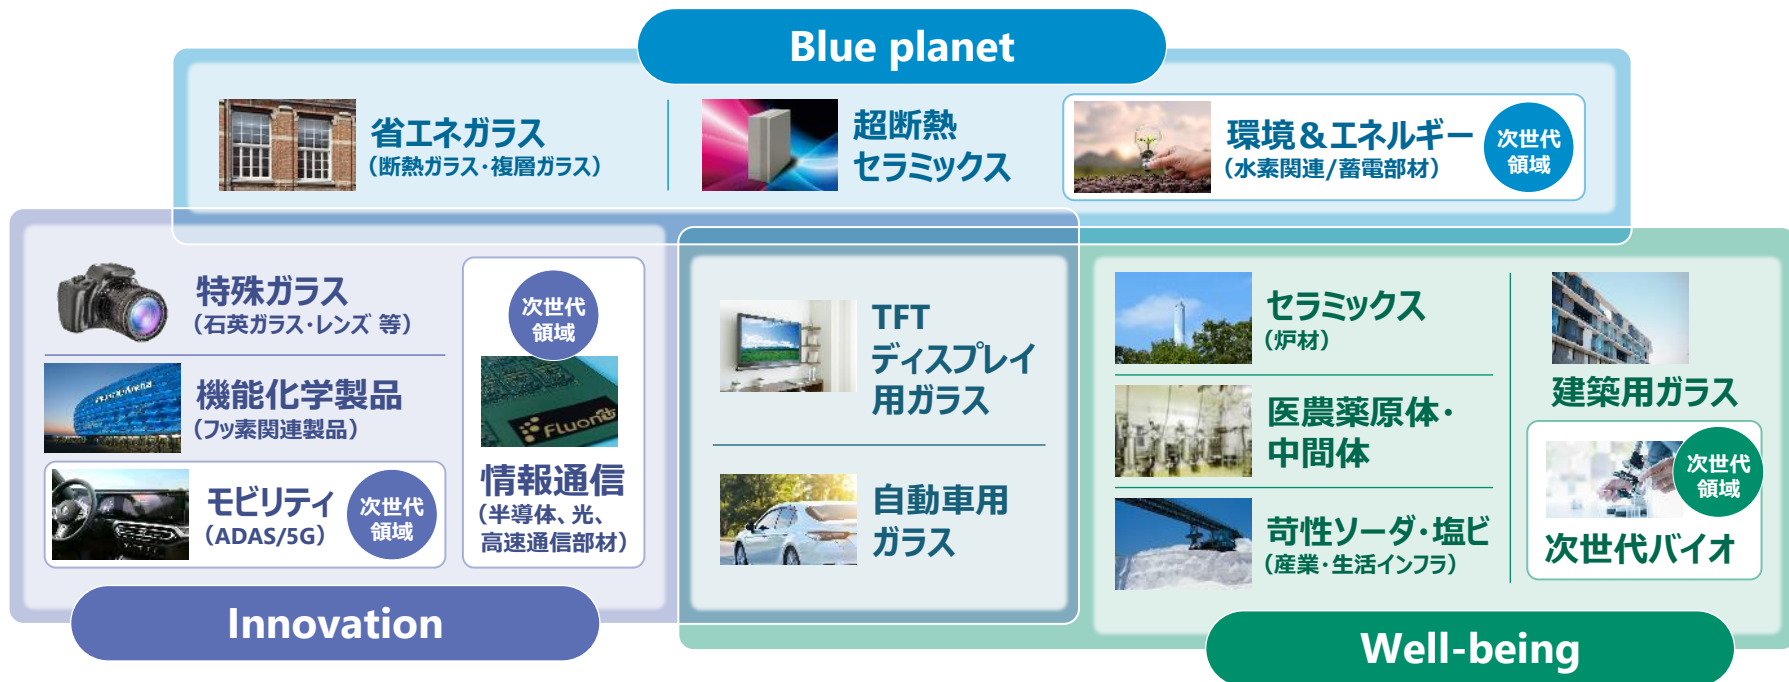 Blue planet
省エネガラス
（断熱ガラス・複層ガラス）
超断熱
セラミックス
環境＆エネルギー
（水素関連/蓄電部材）
次世代
領域
特殊ガラス
（石英ガラス・レンズ 等）
機能化学製品
（フッ素関連製品）
モビリティ
（ADAS/5G）
次世代
領域
次世代
領域
Fluon
情報通信
（半導体、光、
高速通信部材）
Innovation
TFT
ディスプレイ
用ガラス
自動車用
ガラス
セラミックス
（炉材）
医農薬原体・
中間体
苛性ソーダ・塩ビ
（産業・生活インフラ）
建築用ガラス
次世代
領域
次世代バイオ
Well-being